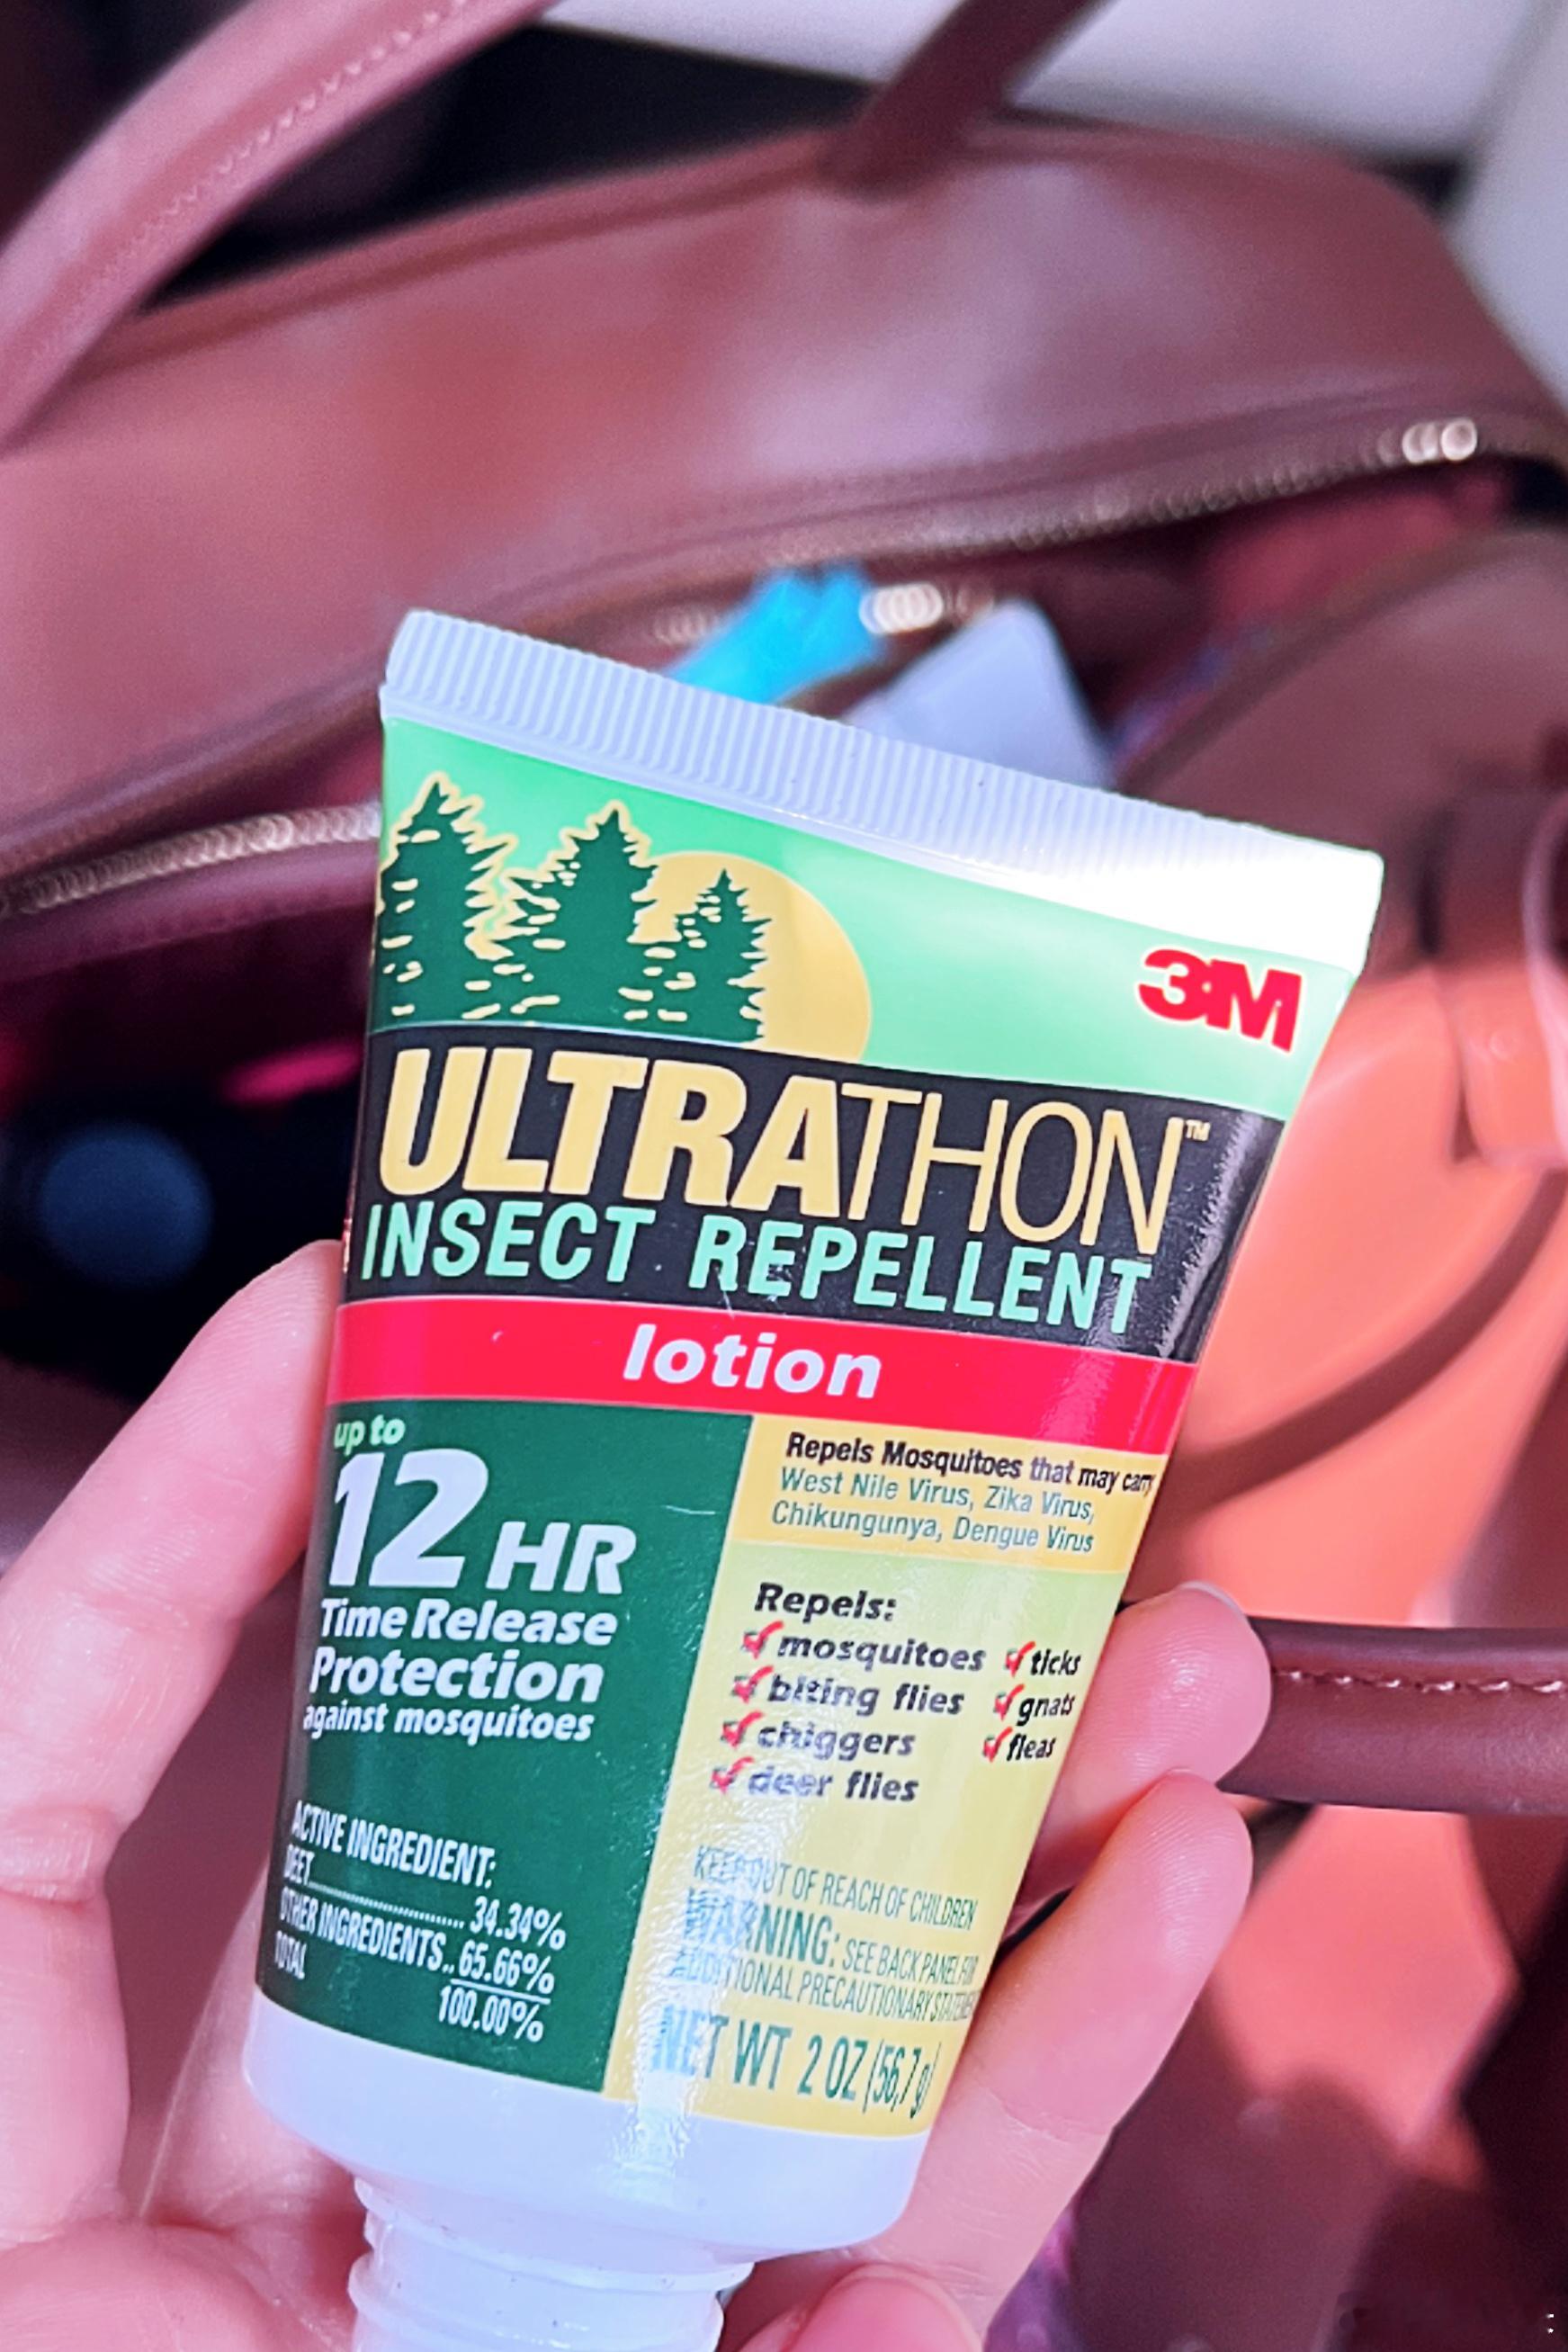 3M
ULTRATHON™
INSECT REPELLENT
lotion
up to
12 HR
Time Release
Protection
against mosquitoes
ACTIVE INGREDIENT:
DEET.................... 34.34%
OTHER INGREDIENTS.. 65.66%
TOTAL 100.00%
Repels Mosquitoes that may carry
West Nile Virus, Zika Virus,
Chikungunya, Dengue Virus
Repels:
mosquitoes ticks
biting flies gnats
chiggers fleas
deer flies
KEEP OUT OF REACH OF CHILDREN
WARNING: SEE BACK PANEL FOR
ADDITIONAL PRECAUTIONARY
NET WT 2 OZ (56,7 g)